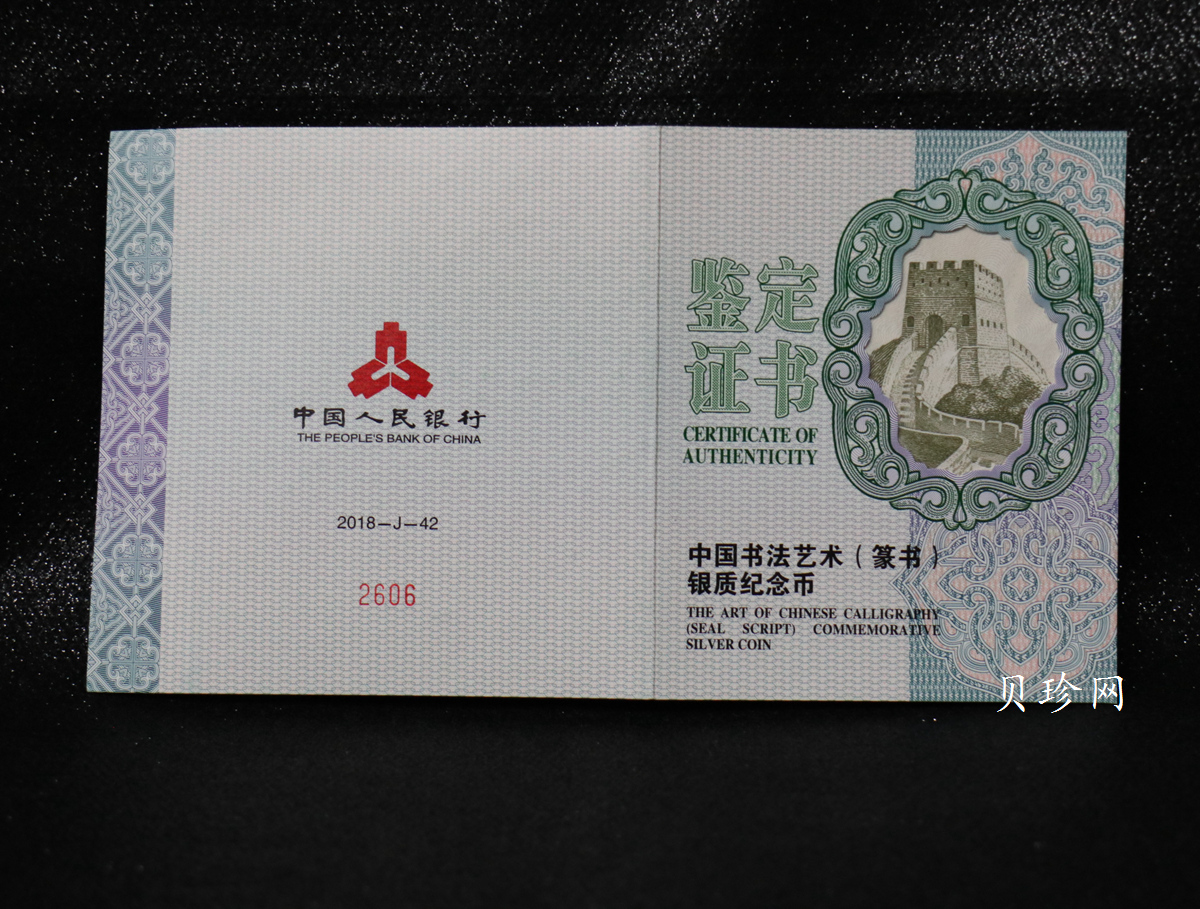 中国人民银行
THE PEOPLE'S BANK OF CHINA
2018-J-42
2606
鉴定
证书
CERTIFICATE OF
AUTHENTICITY
中国书法艺术(篆书)
银质纪念币
THE ART OF CHINESE CALLIGRAPHY
(SEAL SCRIPT) COMMEMORATIVE
SILVER COIN
贝珍网